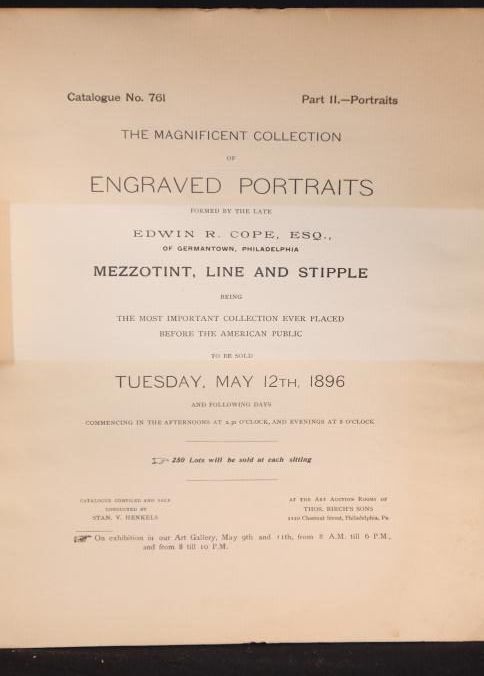 Catalogue No. 761 Part II.—Portraits
THE MAGNIFICENT COLLECTION
OF
ENGRAVED PORTRAITS
FORMED BY THE LATE
EDWIN R. COPE, ESQ.,
OF GERMANTOWN, PHILADELPHIA
MEZZOTINT, LINE AND STIPPLE
BEING
THE MOST IMPORTANT COLLECTION EVER PLACED
BEFORE THE AMERICAN PUBLIC
TO BE SOLD
TUESDAY, MAY 12TH, 1896
AND FOLLOWING DAYS
COMMENCING IN THE AFTERNOONS AT 2.30 O'CLOCK, AND EVENINGS AT 8 O'CLOCK
☞ 250 Lots will be sold at each sitting
CATALOGUE COMPILED AND SALE
CONDUCTED BY
STAN. V. HENKELS
AT THE ART AUCTION ROOMS OF
THOS. BIRCH'S SONS
1110 Chestnut Street, Philadelphia, Pa
☞ On exhibition in our Art Gallery, May 9th and 11th, from 8 A.M. till 6 P.M.,
and from 8 till 10 P.M.